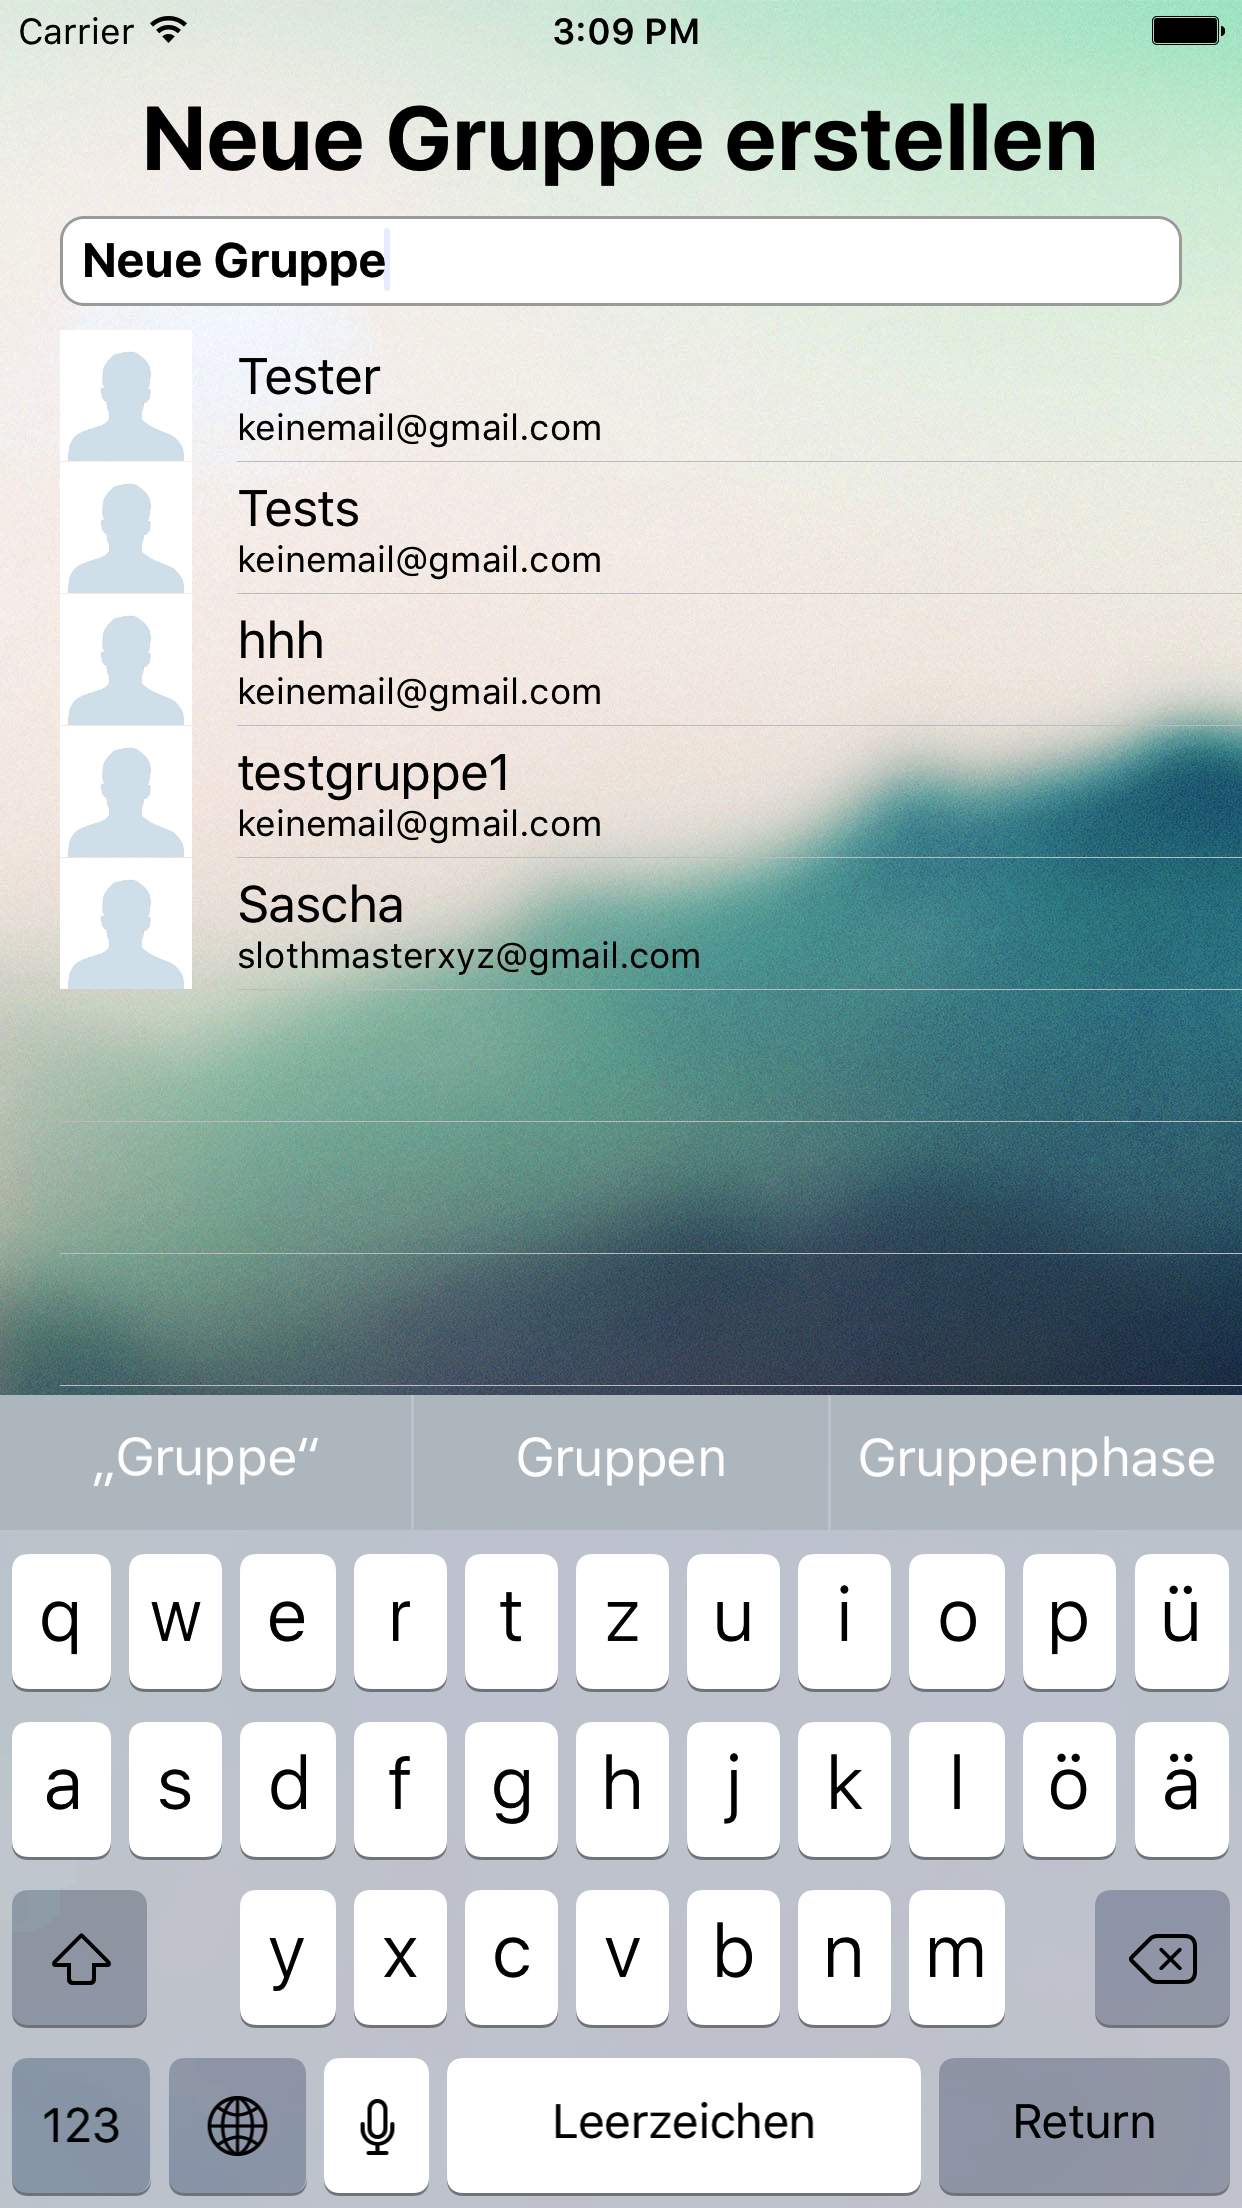 Carrier 3:09 PM
Neue Gruppe erstellen
Neue Gruppe
Tester
keinemail@gmail.com
Tests
keinemail@gmail.com
hhh
keinemail@gmail.com
testgruppe1
keinemail@gmail.com
Sascha
slothmasterxyz@gmail.com
„Gruppe“ Gruppen Gruppenphase
q w e r t z u i o p ü
a s d f g h j k l ö ä
y x c v b n m
123 Leerzeichen Return